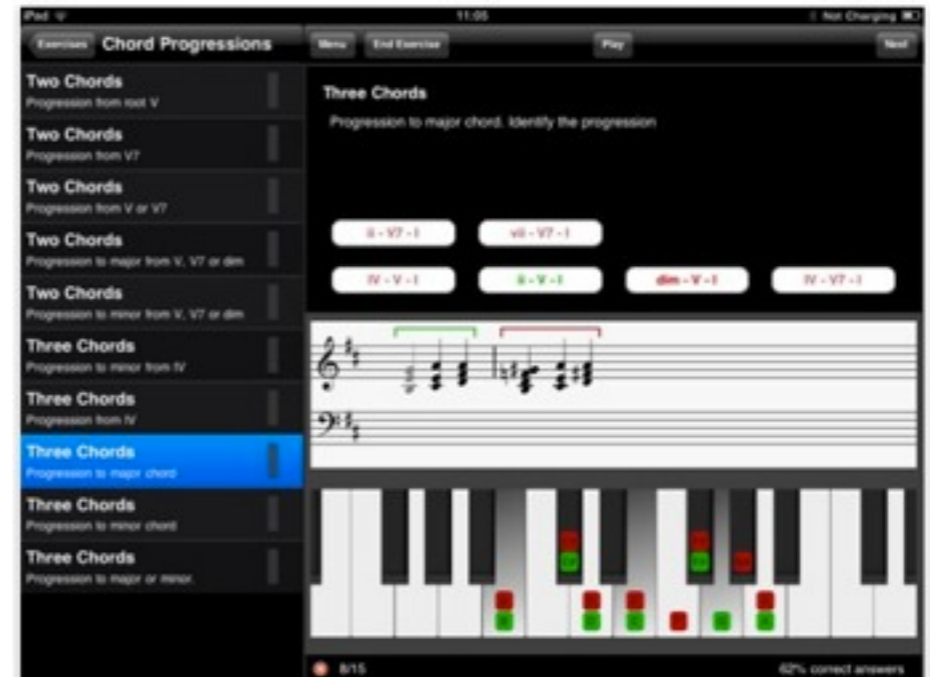 iPad 11:05 Not Charging
Exercises Chord Progressions Menu End Exercise Play Next
Two Chords
Progression from root V
Two Chords
Progression from V7
Two Chords
Progression from V or V7
Two Chords
Progression to major from V, V7 or dim
Two Chords
Progression to minor from V, V7 or dim
Three Chords
Progression to minor from IV
Three Chords
Progression from IV
Three Chords
Progression to major chord
Three Chords
Progression to minor chord
Three Chords
Progression to major or minor.
Three Chords
Progression to major chord. Identify the progression
ii - V7 - I vii - V7 - I
IV - V - I ii - V - I dim - V - I IV - V7 - I
8/15 62% correct answers